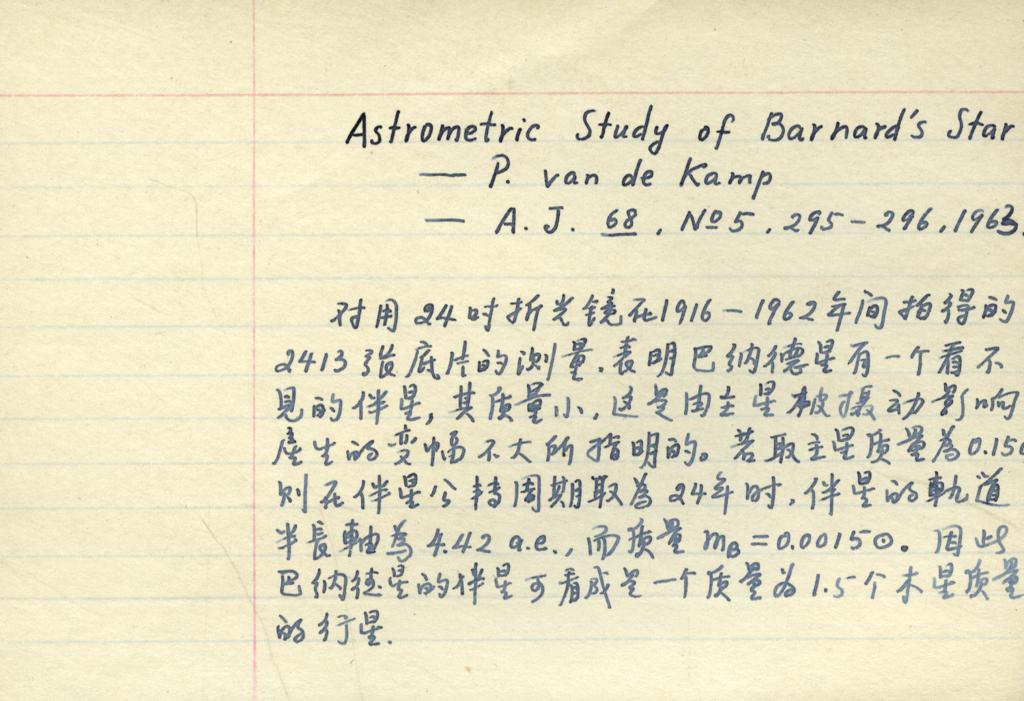 Astrometric Study of Barnard's Star
— P. van de Kamp
— A. J. 68, № 5, 295-296, 1963.
对用24吋折光镜在1916-1962年间拍得的
2413张底片的测量,表明巴纳德星有一个看不
见的伴星,其质量小,这是由主星被摄动影响
產生的变幅不大所指明的。若取主星质量為0.15⊙
则在伴星公转周期取為24年时,伴星的軌道
半長軸為4.42 a.e.,而质量 mB=0.00150⊙。因此
巴纳德星的伴星可看成是一个质量为1.5个木星质量
的行星.